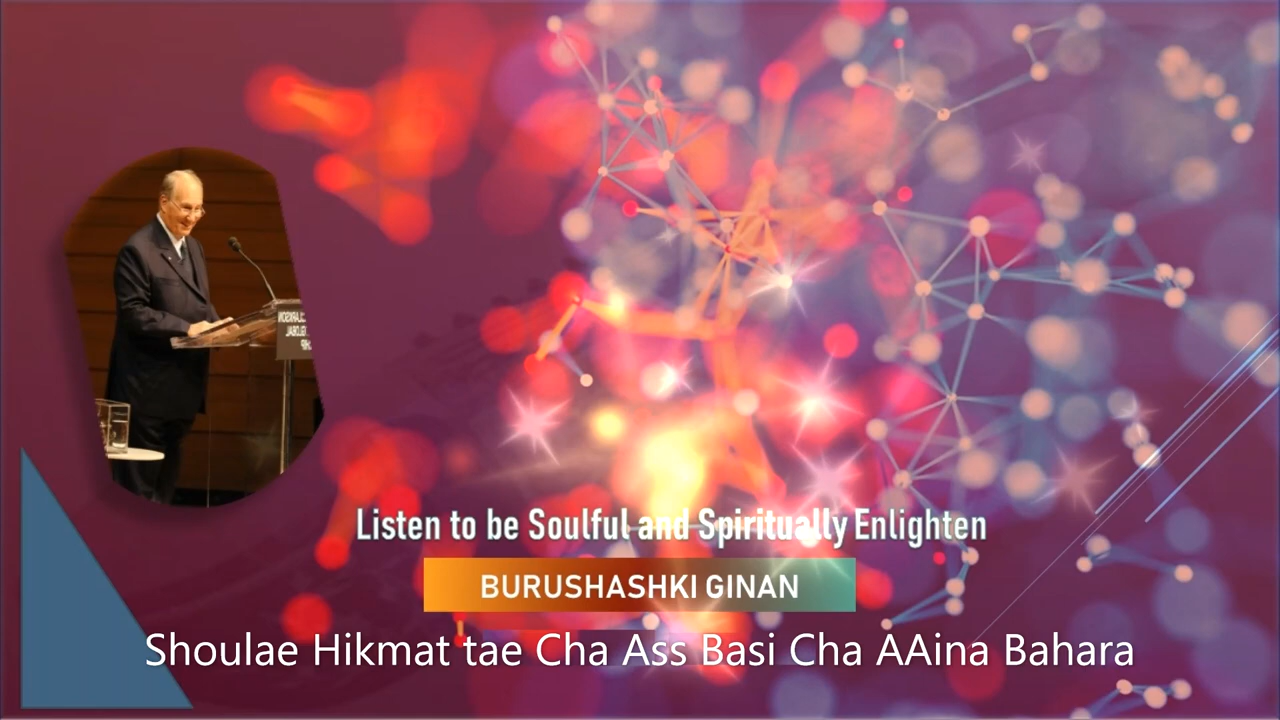 Listen to be Soulful and Spiritually Enlighten
BURUSHASHKI GINAN
Shoulae Hikmat tae Cha Ass Basi Cha AAina Bahara